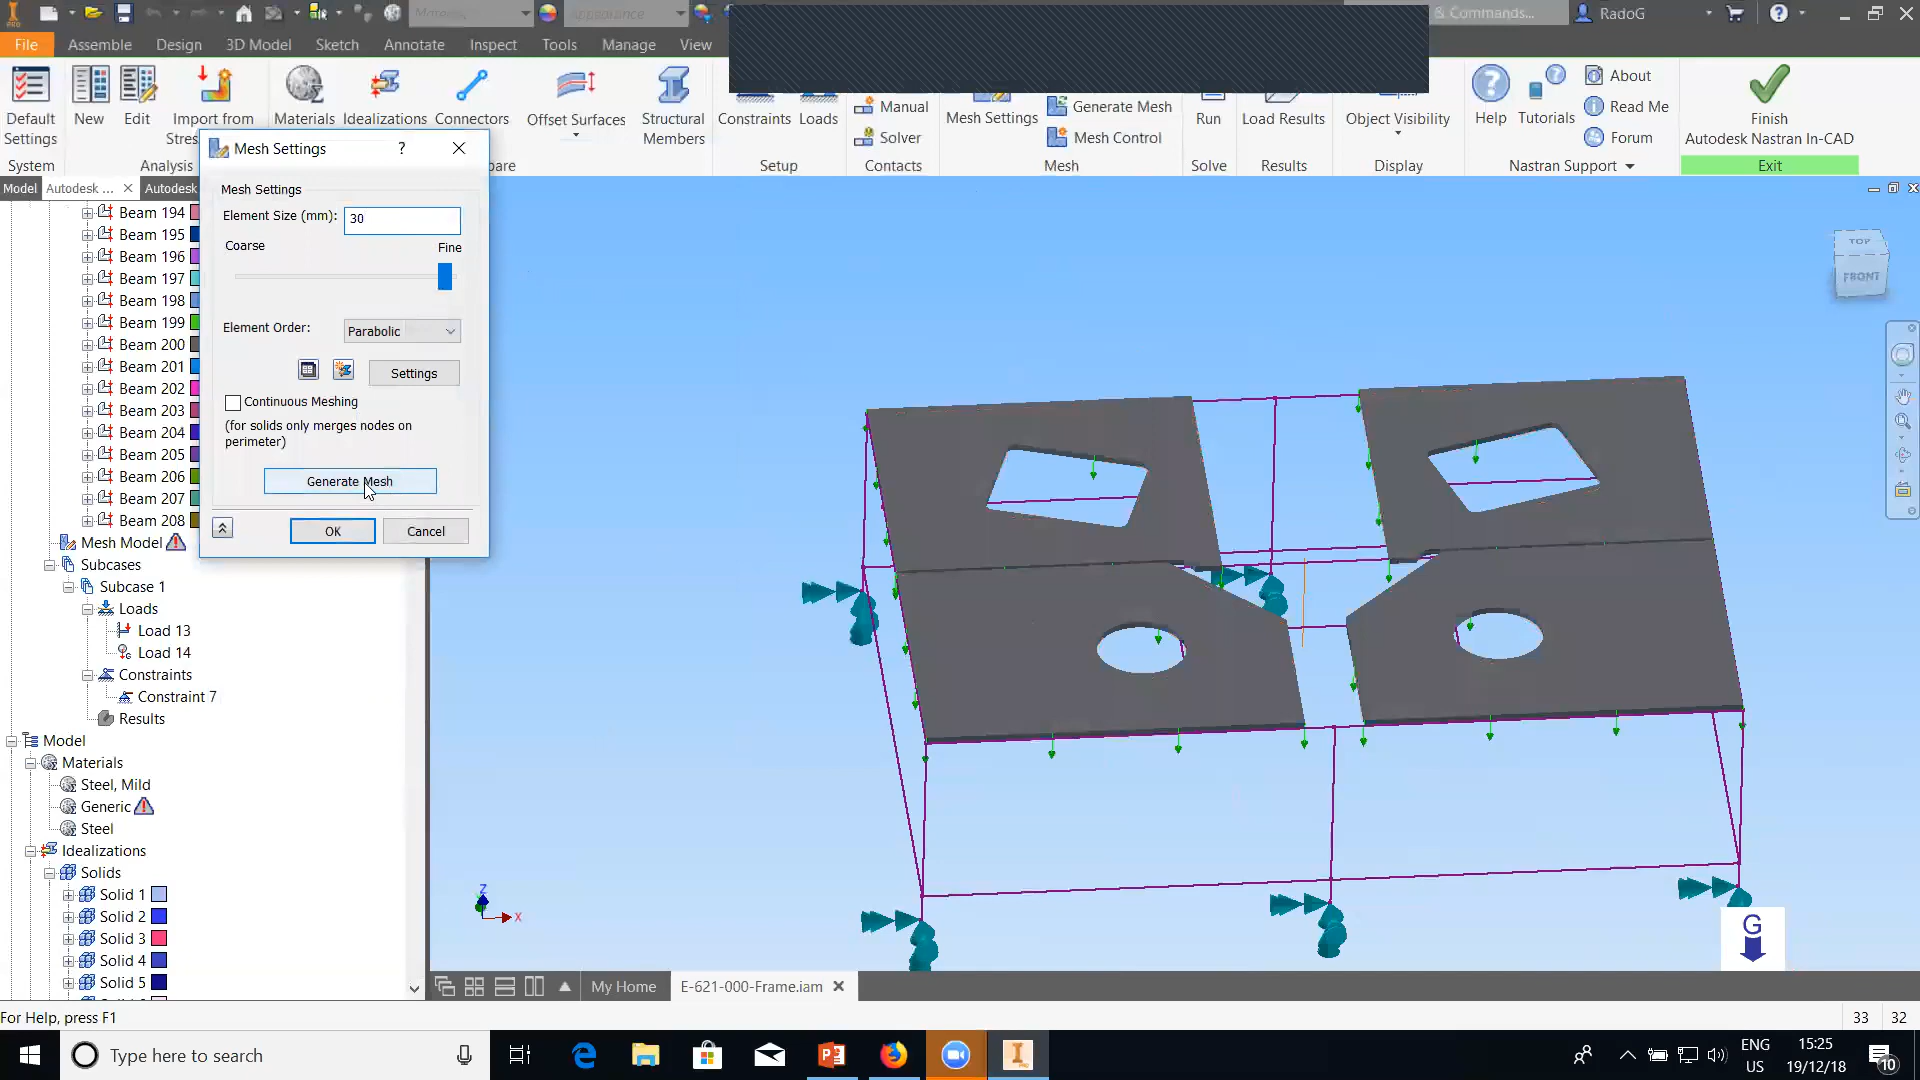 Material
Appearance
& Commands...
RadoG
File
Assemble
Design
3D Model
Sketch
Annotate
Inspect
Tools
Manage
View
Default
Settings
New
Edit
Import from
Stres
Materials
Idealizations
Connectors
Offset Surfaces
Structural
Members
Constraints
Loads
Manual
Solver
Mesh Settings
Generate Mesh
Mesh Control
Run
Load Results
Object Visibility
Help
Tutorials
About
Read Me
Forum
Finish
Autodesk Nastran In-CAD
System
Analysis
pare
Setup
Contacts
Mesh
Solve
Results
Display
Nastran Support
Exit
Model
Autodesk ...
Autodesk
Beam 194
Beam 195
Beam 196
Beam 197
Beam 198
Beam 199
Beam 200
Beam 201
Beam 202
Beam 203
Beam 204
Beam 205
Beam 206
Beam 207
Beam 208
Mesh Model
Subcases
Subcase 1
Loads
Load 13
Load 14
Constraints
Constraint 7
Results
Model
Materials
Steel, Mild
Generic
Steel
Idealizations
Solids
Solid 1
Solid 2
Solid 3
Solid 4
Solid 5
Mesh Settings
?
Mesh Settings
Element Size (mm): 30
Coarse
Fine
Element Order: Parabolic
Settings
Continuous Meshing
(for solids only merges nodes on
perimeter)
Generate Mesh
OK
Cancel
TOP
FRONT
Z
X
G
My Home
E-621-000-Frame.iam
For Help, press F1
33
32
Type here to search
ENG
US
15:25
19/12/18
10